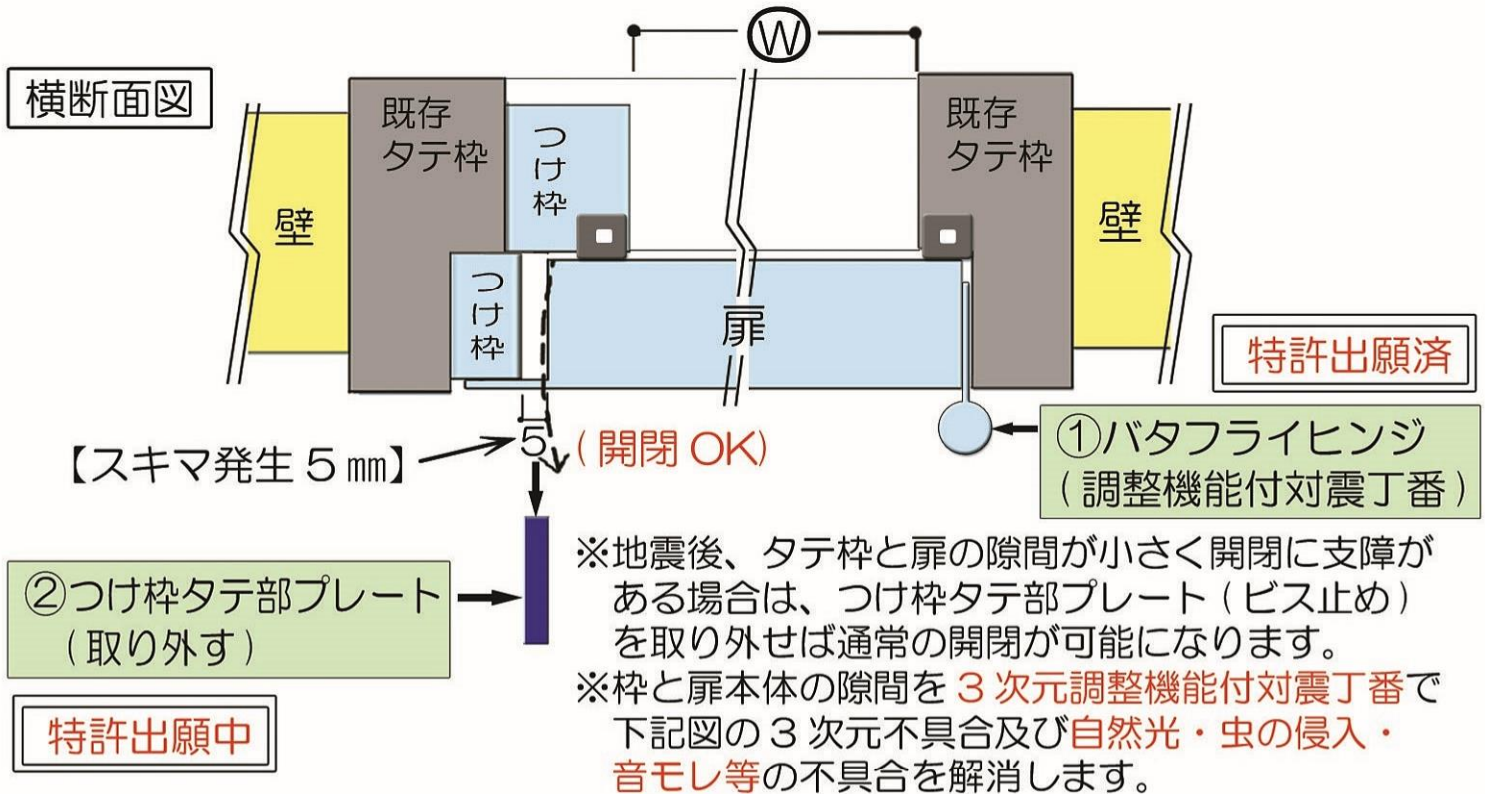 Ⓦ
横断面図
既存
タテ枠
つけ枠
既存
タテ枠
壁
壁
つけ枠
扉
特許出願済
【スキマ発生5㎜】
5
(開閉OK)
①バタフライヒンジ
(調整機能付対震丁番)
②つけ枠タテ部プレート
(取り外す)
特許出願中
※地震後、タテ枠と扉の隙間が小さく開閉に支障が
ある場合は、つけ枠タテ部プレート(ビス止め)
を取り外せば通常の開閉が可能になります。
※枠と扉本体の隙間を3次元調整機能付対震丁番で
下記図の3次元不具合及び自然光・虫の侵入・
音モレ等の不具合を解消します。